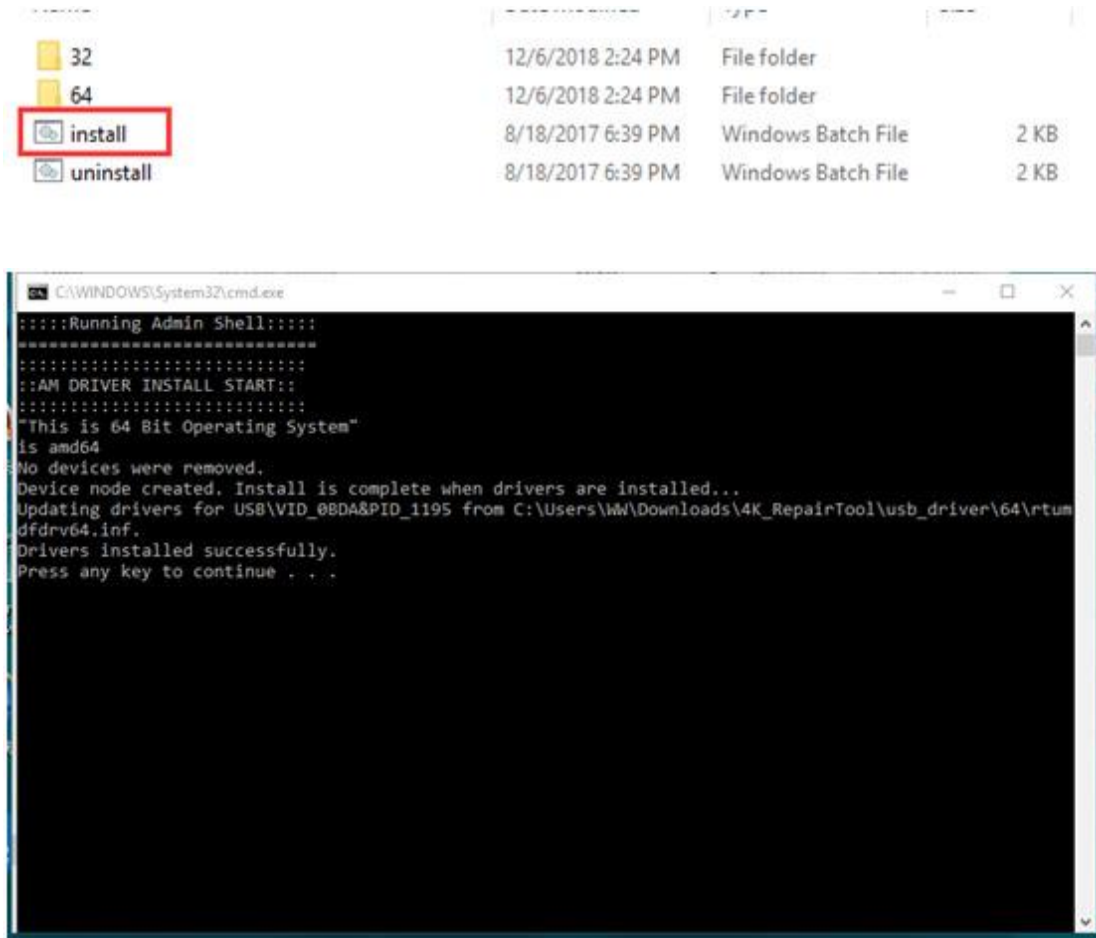 32 12/6/2018 2:24 PM File folder
64 12/6/2018 2:24 PM File folder
install 8/18/2017 6:39 PM Windows Batch File 2 KB
uninstall 8/18/2017 6:39 PM Windows Batch File 2 KB
C:\WINDOWS\System32\cmd.exe
:::::Running Admin Shell:::::
=============================
::::::::::::::::::::::::::::
::AM DRIVER INSTALL START::
::::::::::::::::::::::::::::
"This is 64 Bit Operating System"
is amd64
No devices were removed.
Device node created. Install is complete when drivers are installed...
Updating drivers for USB\VID_0BDA&PID_1195 from C:\Users\WW\Downloads\4K_RepairTool\usb_driver\64\rtum
dfdrv64.inf.
Drivers installed successfully.
Press any key to continue . . .